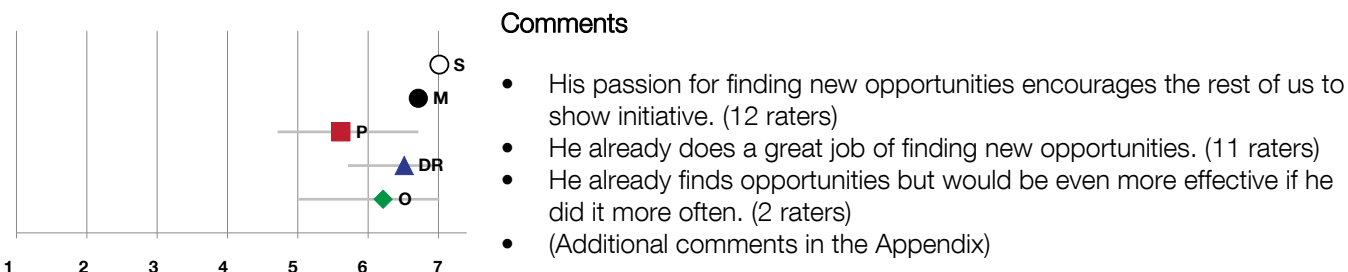 Comments
S
M
P
DR
O
1 2 3 4 5 6 7
• His passion for finding new opportunities encourages the rest of us to
show initiative. (12 raters)
• He already does a great job of finding new opportunities. (11 raters)
• He already finds opportunities but would be even more effective if he
did it more often. (2 raters)
• (Additional comments in the Appendix)